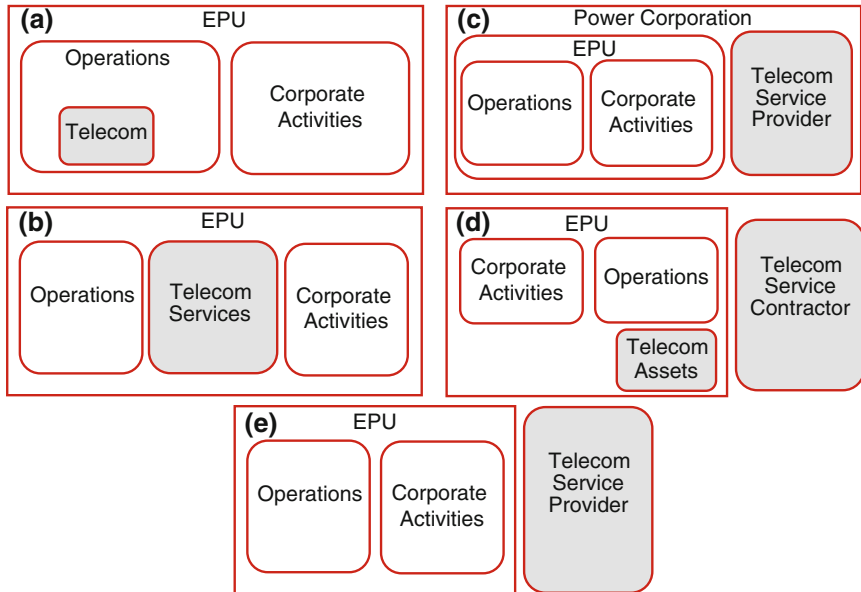 (a)
EPU
Operations
Telecom
Corporate
Activities
(c)
Power Corporation
EPU
Operations
Corporate
Activities
Telecom
Service
Provider
(b)
EPU
Operations
Telecom
Services
Corporate
Activities
(d)
EPU
Corporate
Activities
Operations
Telecom
Assets
Telecom
Service
Contractor
(e)
EPU
Operations
Corporate
Activities
Telecom
Service
Provider